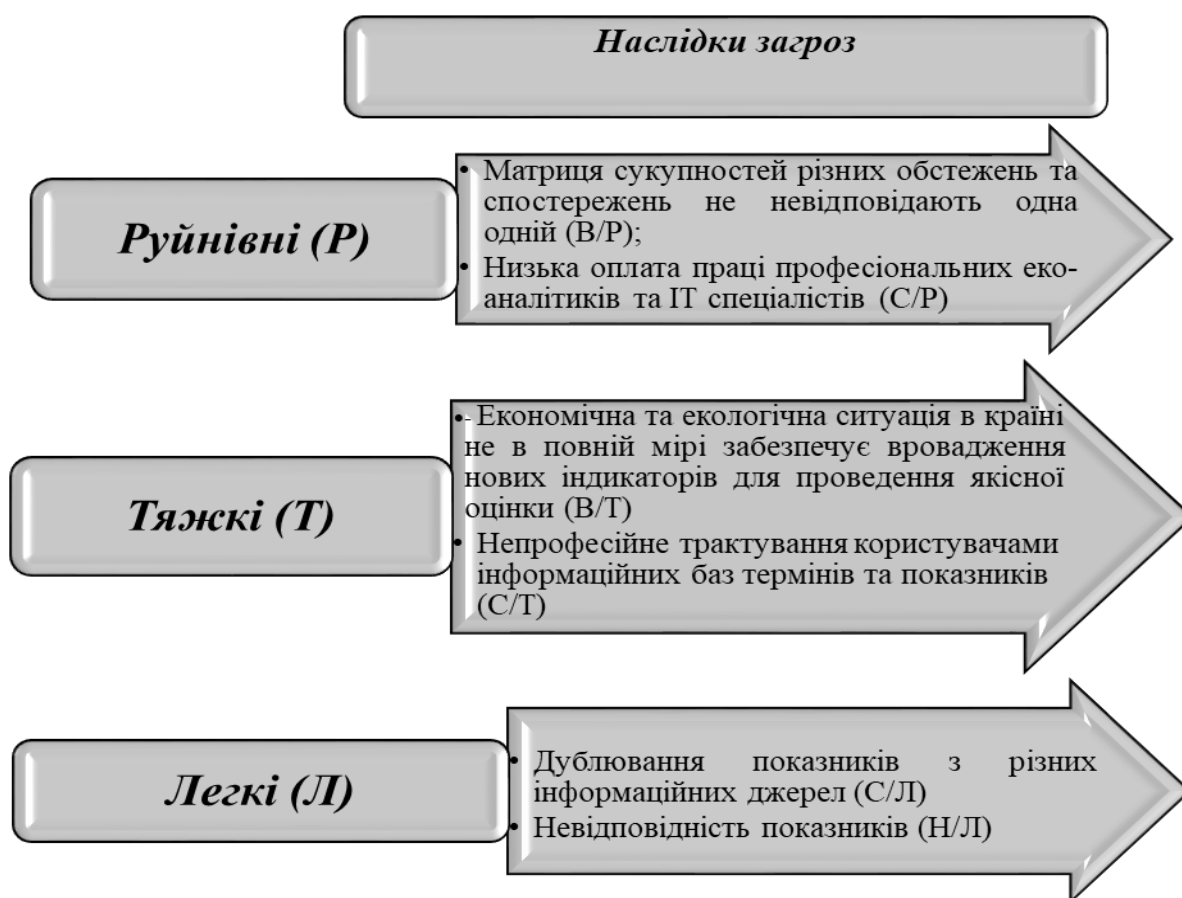 Наслідки загроз
Руйнівні (Р)
• Матриця сукупностей різних обстежень та
спостережень не невідповідають одна
одній (В/Р);
• Низька оплата праці професіональних еко-
аналітиків та ІТ спеціалістів (С/Р)
Тяжкі (Т)
•- Економічна та екологічна ситуація в країні
не в повній мірі забезпечує вровадження
нових індикаторів для проведення якісної
оцінки (В/Т)
• Непрофесійне трактування користувачами
інформаційних баз термінів та показників
(С/Т)
Легкі (Л)
• Дублювання показників з різних
інформаційних джерел (С/Л)
• Невідповідність показників (Н/Л)